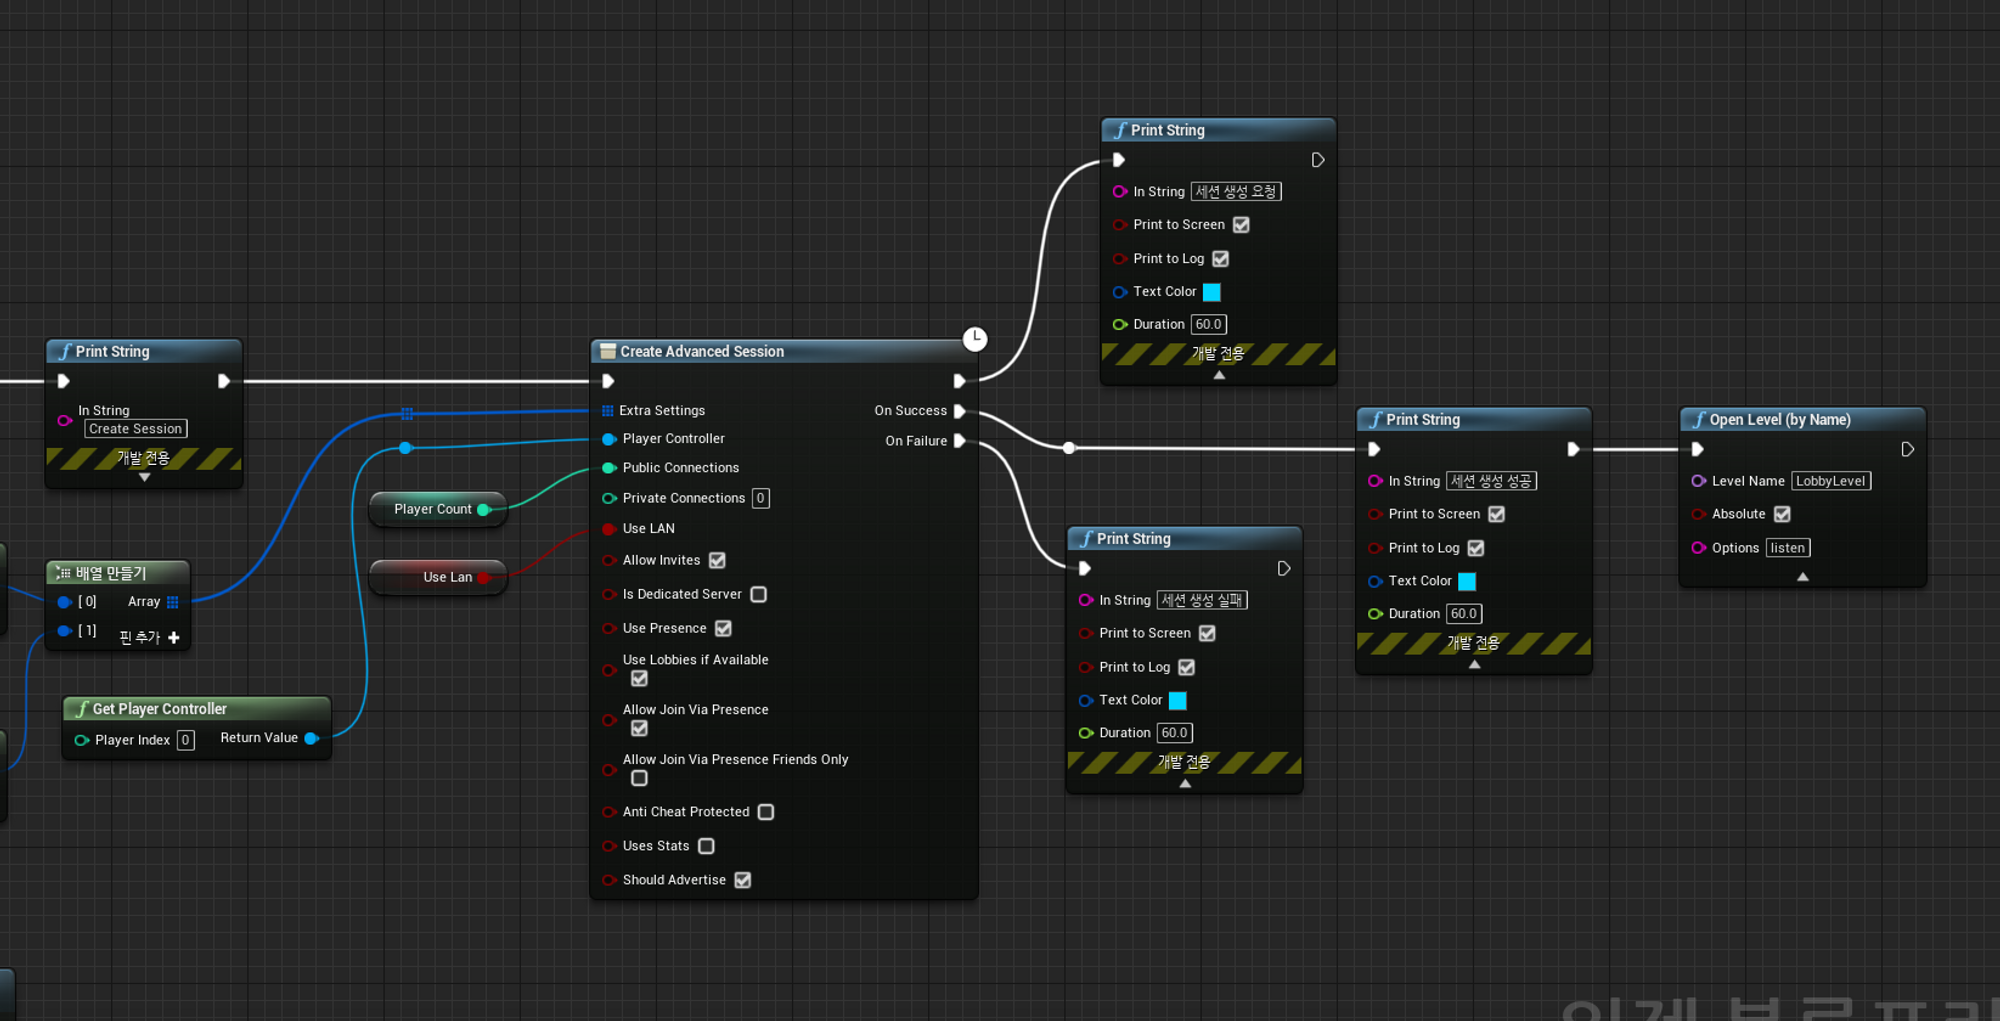 Print String
In String
Create Session
개발 전용
배열 만들기
[ 0]
Array
[ 1]
핀 추가
Get Player Controller
Player Index 0
Return Value
Player Count
Use Lan
Create Advanced Session
Extra Settings
Player Controller
Public Connections
Private Connections 0
Use LAN
Allow Invites
Is Dedicated Server
Use Presence
Use Lobbies if Available
Allow Join Via Presence
Allow Join Via Presence Friends Only
Anti Cheat Protected
Uses Stats
Should Advertise
On Success
On Failure
Print String
In String 세션 생성 요청
Print to Screen
Print to Log
Text Color
Duration 60.0
개발 전용
Print String
In String 세션 생성 실패
Print to Screen
Print to Log
Text Color
Duration 60.0
개발 전용
Print String
In String 세션 생성 성공
Print to Screen
Print to Log
Text Color
Duration 60.0
개발 전용
Open Level (by Name)
Level Name LobbyLevel
Absolute
Options listen